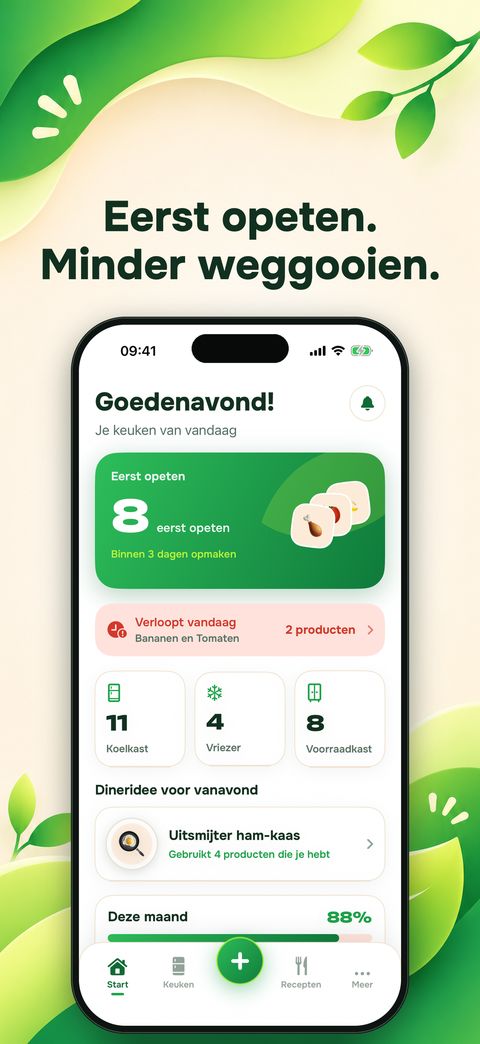 Eerst opeten.
Minder weggooien.
09:41
Goedenavond!
Je keuken van vandaag
Eerst opeten
8 eerst opeten
Binnen 3 dagen opmaken
Verloopt vandaag
Bananen en Tomaten
2 producten
11
Koelkast
4
Vriezer
8
Voorraadkast
Dineridee voor vanavond
Uitsmijter ham-kaas
Gebruikt 4 producten die je hebt
Deze maand
88%
Start
Keuken
Recepten
Meer